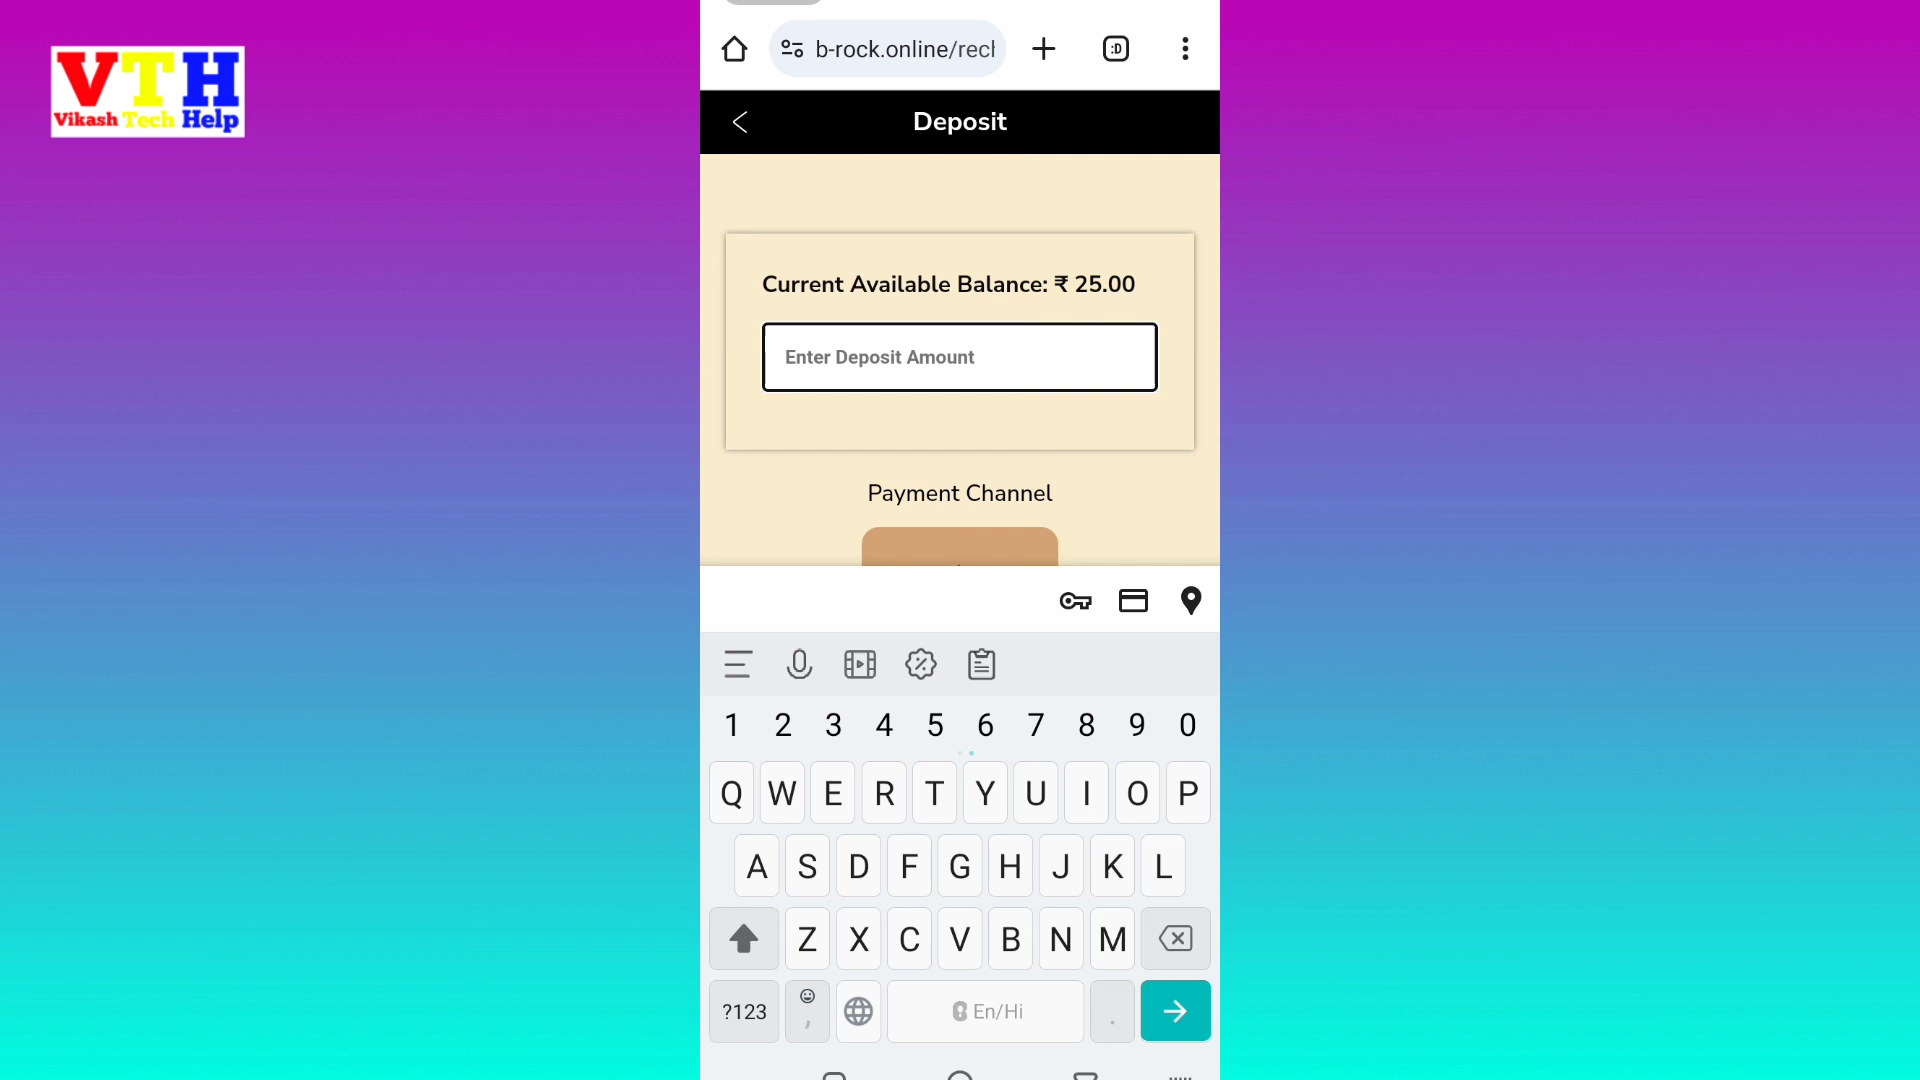 VTH
Vikash Tech Help
b-rock.online/rech
:D
Deposit
Current Available Balance: ₹ 25.00
Enter Deposit Amount
Payment Channel
1 2 3 4 5 6 7 8 9 0
Q W E R T Y U I O P
A S D F G H J K L
Z X C V B N M
?123 , En/Hi .